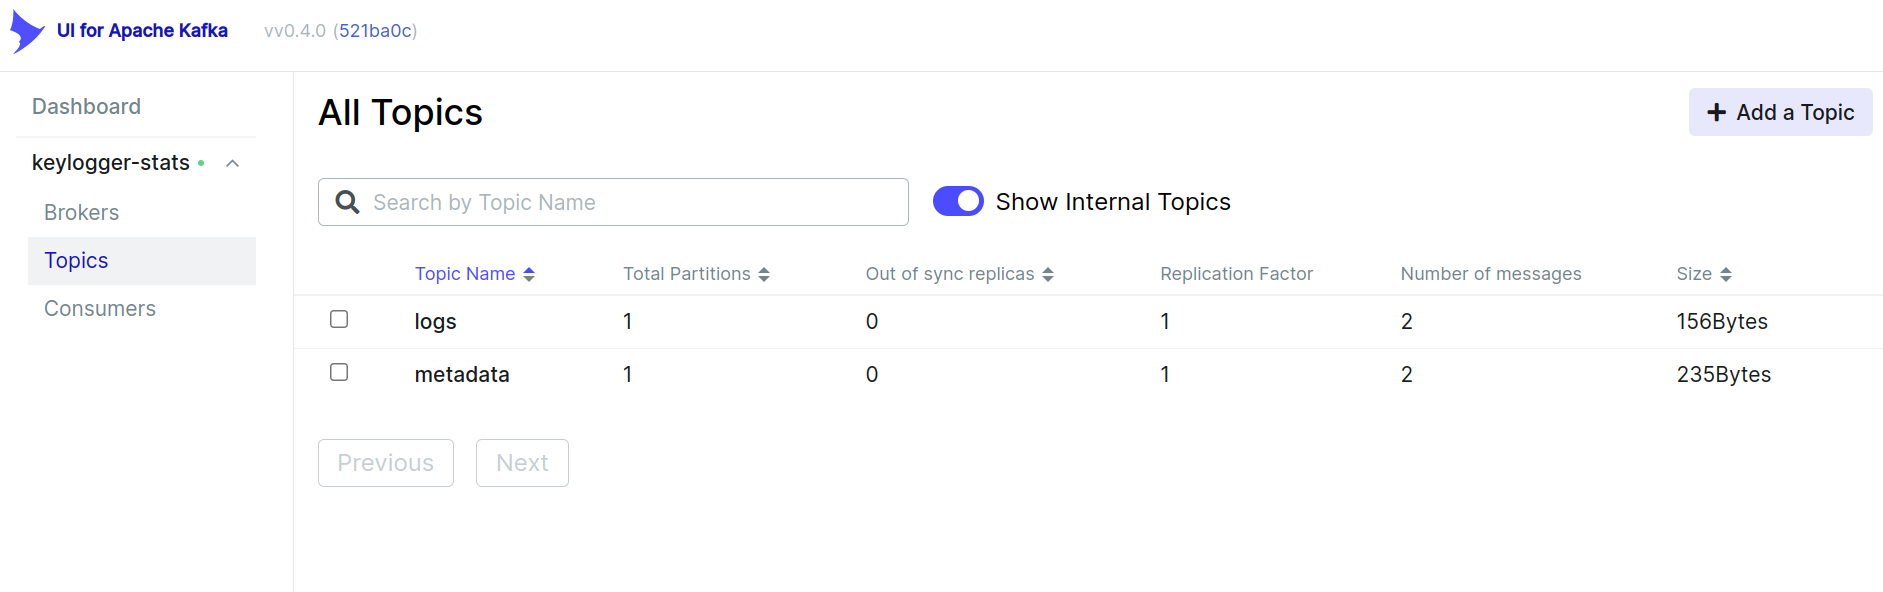 UI for Apache Kafka vv0.4.0 (521ba0c)
Dashboard
keylogger-stats
Brokers
Topics
Consumers
All Topics
Add a Topic
Search by Topic Name
Show Internal Topics
Topic Name Total Partitions Out of sync replicas Replication Factor Number of messages Size
logs 1 0 1 2 156Bytes
metadata 1 0 1 2 235Bytes
Previous Next